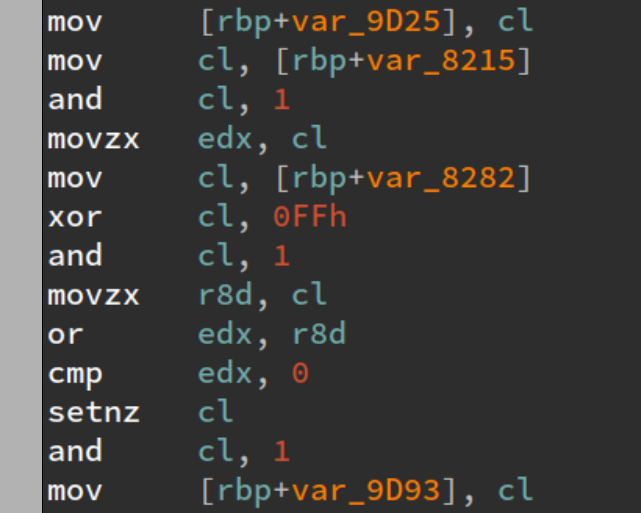 mov [rbp+var_9D25], cl
mov cl, [rbp+var_8215]
and cl, 1
movzx edx, cl
mov cl, [rbp+var_8282]
xor cl, 0FFh
and cl, 1
movzx r8d, cl
or edx, r8d
cmp edx, 0
setnz cl
and cl, 1
mov [rbp+var_9D93], cl